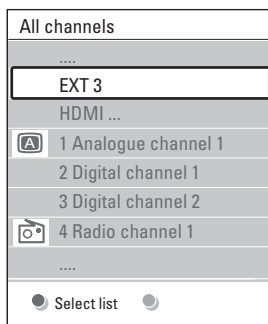 All channels
....
EXT 3
HDMI ...
A 1 Analogue channel 1
2 Digital channel 1
3 Digital channel 2
4 Radio channel 1
....
Select list